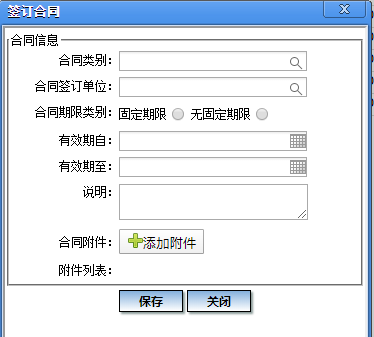 签订合同
合同信息
合同类别：
合同签订单位：
合同期限类别： 固定期限 无固定期限
有效期自：
有效期至：
说明：
合同附件： 添加附件
附件列表：
保存 关闭